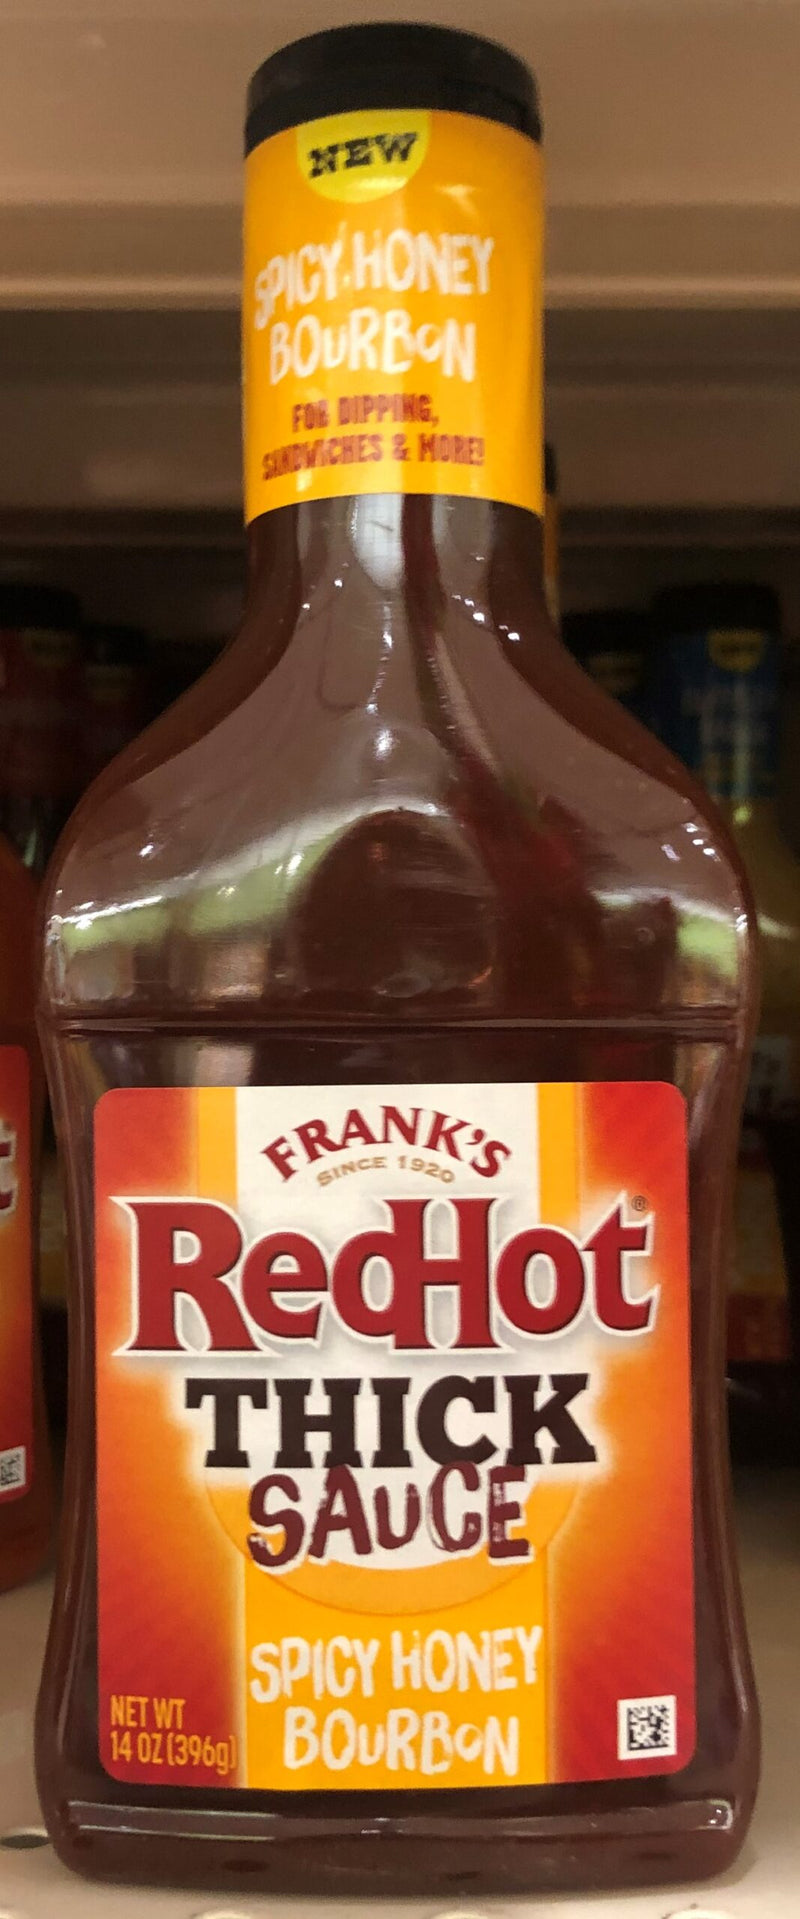 NEW
SPICY HONEY
BOURBON
FOR DIPPING,
SANDWICHES & MORE!
FRANK'S
SINCE 1920
RedHot®
THICK
SAUCE
SPICY HONEY
BOURBON
NET WT
14 OZ (396g)